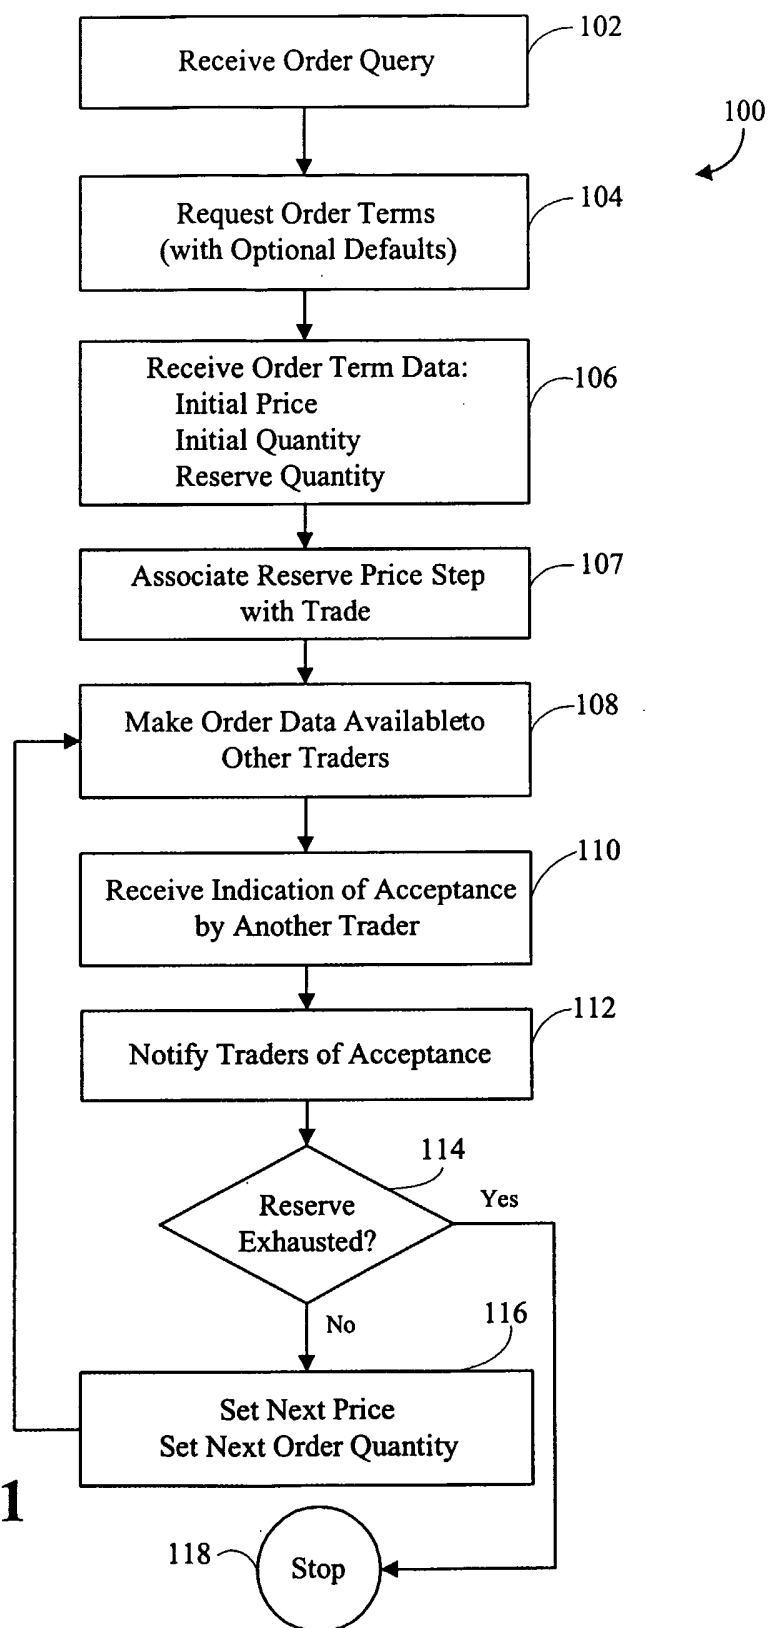 102
Receive Order Query
100
104
Request Order Terms
(with Optional Defaults)
106
Receive Order Term Data:
Initial Price
Initial Quantity
Reserve Quantity
107
Associate Reserve Price Step
with Trade
108
Make Order Data Availableto
Other Traders
110
Receive Indication of Acceptance
by Another Trader
112
Notify Traders of Acceptance
114
Reserve
Exhausted?
Yes
No
116
Set Next Price
Set Next Order Quantity
1
118
Stop